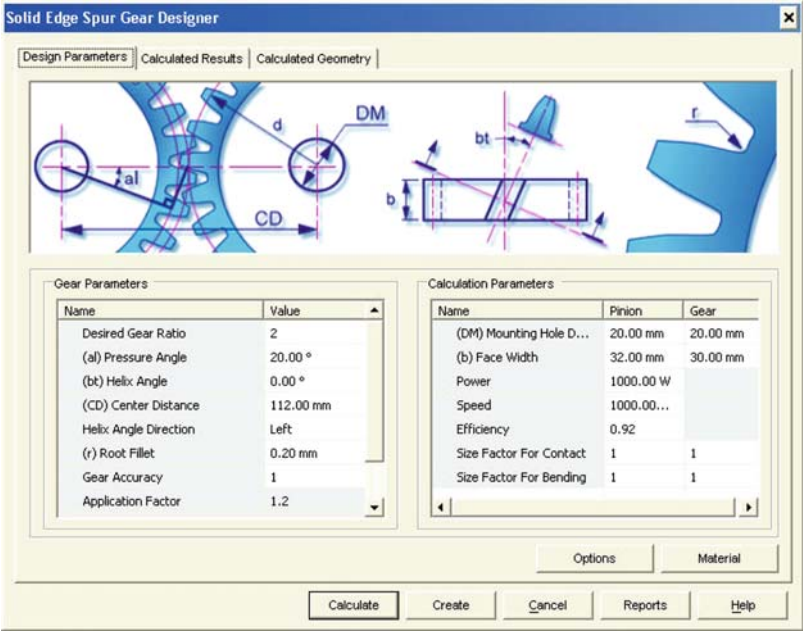 Solid Edge Spur Gear Designer
Design Parameters Calculated Results Calculated Geometry
al
CD
d
DM
bt
b
r
Gear Parameters
Name Value
Desired Gear Ratio 2
(al) Pressure Angle 20.00 °
(bt) Helix Angle 0.00 °
(CD) Center Distance 112.00 mm
Helix Angle Direction Left
(r) Root Fillet 0.20 mm
Gear Accuracy 1
Application Factor 1.2
Calculation Parameters
Name Pinion Gear
(DM) Mounting Hole D... 20.00 mm 20.00 mm
(b) Face Width 32.00 mm 30.00 mm
Power 1000.00 W
Speed 1000.00...
Efficiency 0.92
Size Factor For Contact 1 1
Size Factor For Bending 1 1
Options Material
Calculate Create Cancel Reports Help